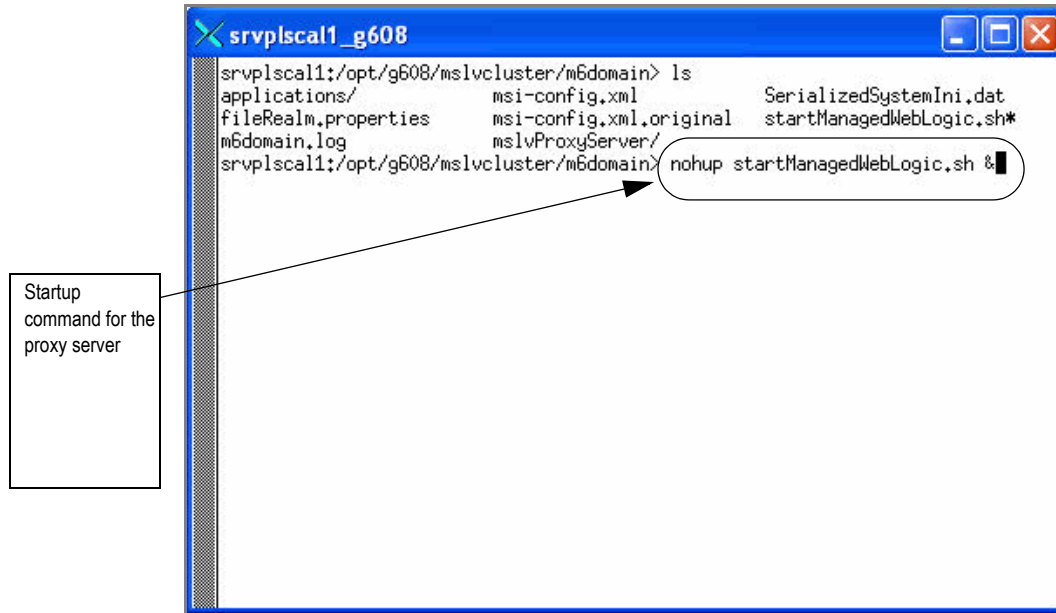 srvplscal1_g608
srvplscal1:/opt/g608/mslvcluster/m6domain> ls
applications/ msi-config.xml SerializedSystemIni.dat
fileRealm.properties msi-config.xml.original startManagedWebLogic.sh*
m6domain.log mslvProxyServer/
srvplscal1:/opt/g608/mslvcluster/m6domain> nohup startManagedWebLogic.sh &
Startup
command for the
proxy server